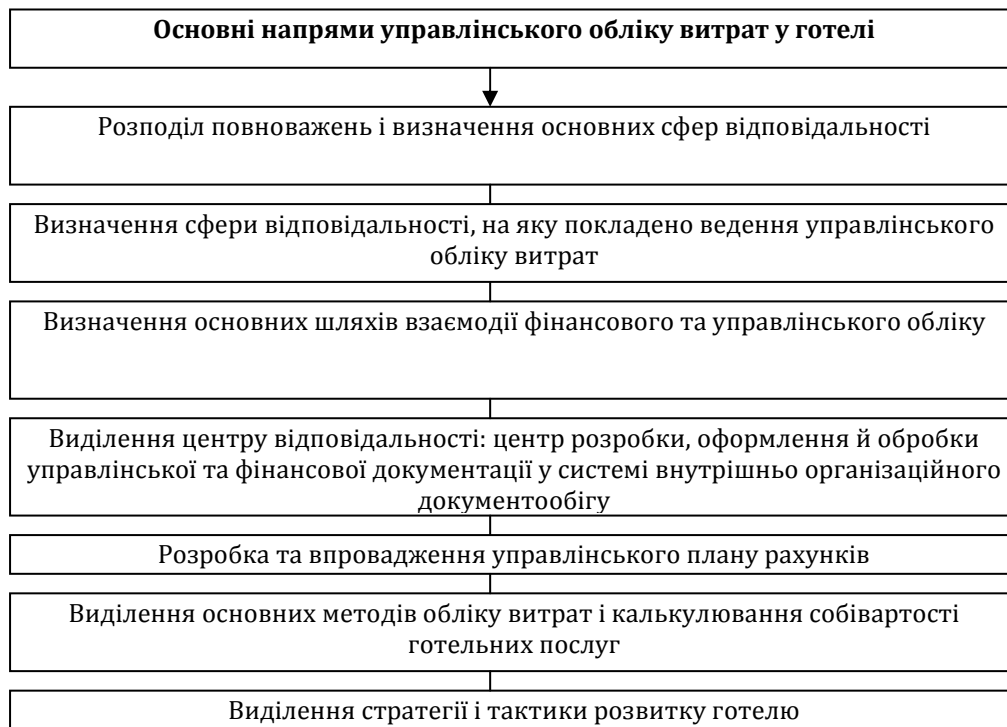 Основні напрями управлінського обліку витрат у готелі
Розподіл повноважень і визначення основних сфер відповідальності
Визначення сфери відповідальності, на яку покладено ведення управлінського
обліку витрат
Визначення основних шляхів взаємодії фінансового та управлінського обліку
Виділення центру відповідальності: центр розробки, оформлення й обробки
управлінської та фінансової документації у системі внутрішньо організаційного
документообігу
Розробка та впровадження управлінського плану рахунків
Виділення основних методів обліку витрат і калькулювання собівартості
готельних послуг
Виділення стратегії і тактики розвитку готелю